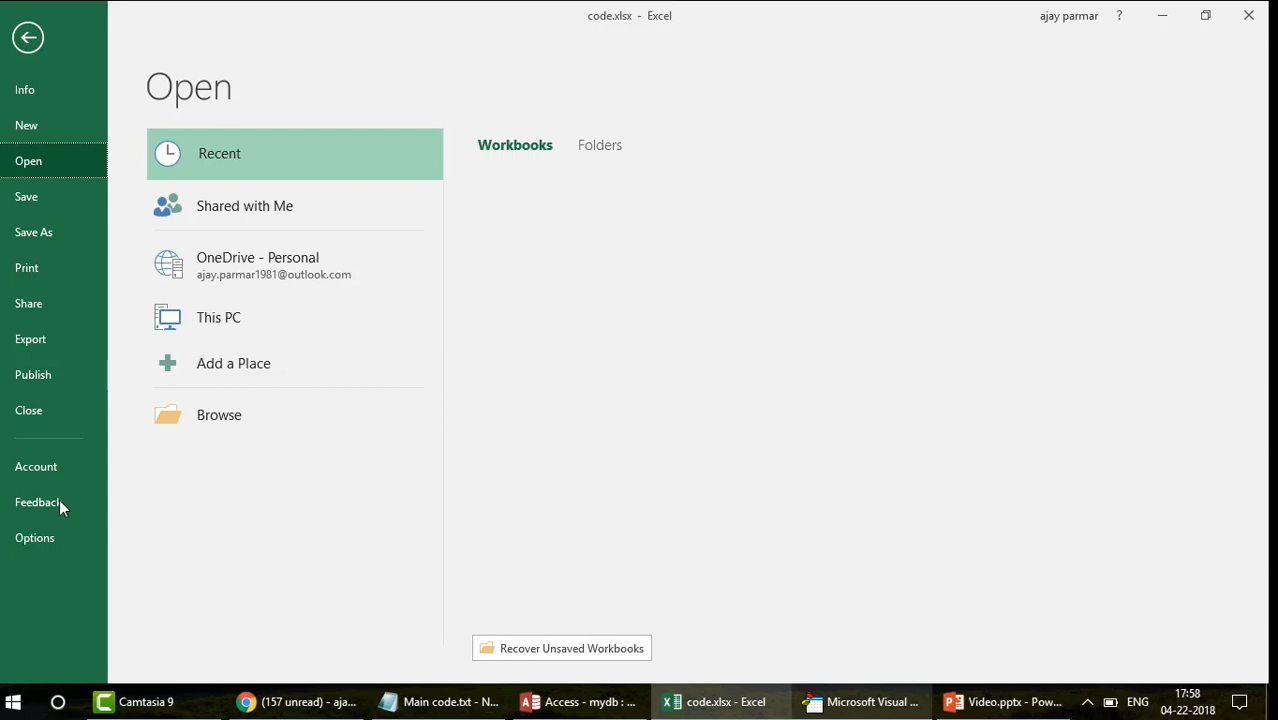 code.xlsx - Excel
ajay parmar
?
Info
New
Open
Save
Save As
Print
Share
Export
Publish
Close
Account
Feedback
Options
Open
Recent
Shared with Me
OneDrive - Personal
ajay.parmar1981@outlook.com
This PC
Add a Place
Browse
Workbooks Folders
Recover Unsaved Workbooks
Camtasia 9
(157 unread) - aja...
Main code.txt - N...
Access - mydb : ...
code.xlsx - Excel
Microsoft Visual ...
Video.pptx - Pow...
ENG
17:58
04-22-2018